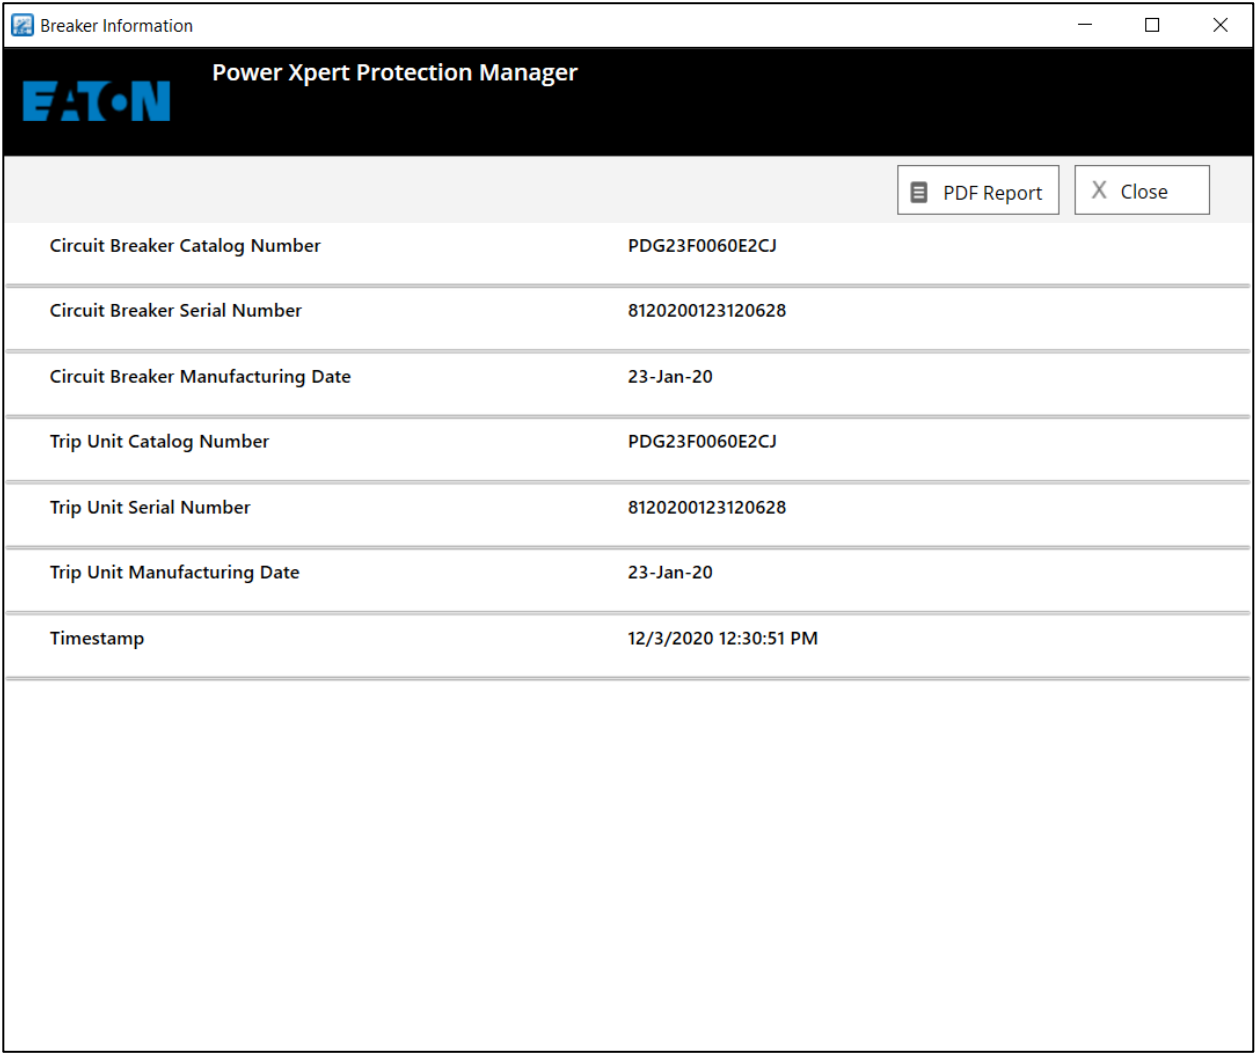 Breaker Information
EATON
Power Xpert Protection Manager
PDF Report
X Close
Circuit Breaker Catalog Number PDG23F0060E2CJ
Circuit Breaker Serial Number 8120200123120628
Circuit Breaker Manufacturing Date 23-Jan-20
Trip Unit Catalog Number PDG23F0060E2CJ
Trip Unit Serial Number 8120200123120628
Trip Unit Manufacturing Date 23-Jan-20
Timestamp 12/3/2020 12:30:51 PM